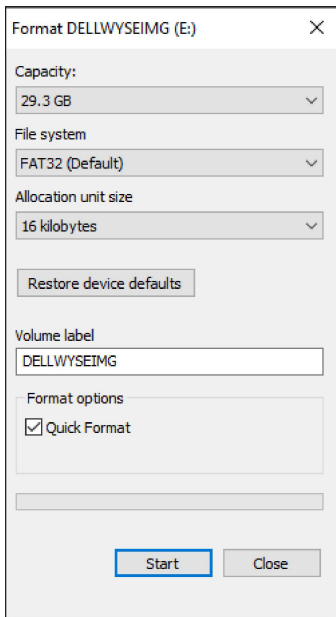 Format DELLWYSEIMG (E:)
Capacity:
29.3 GB
File system
FAT32 (Default)
Allocation unit size
16 kilobytes
Restore device defaults
Volume label
DELLWYSEIMG
Format options
Quick Format
Start
Close